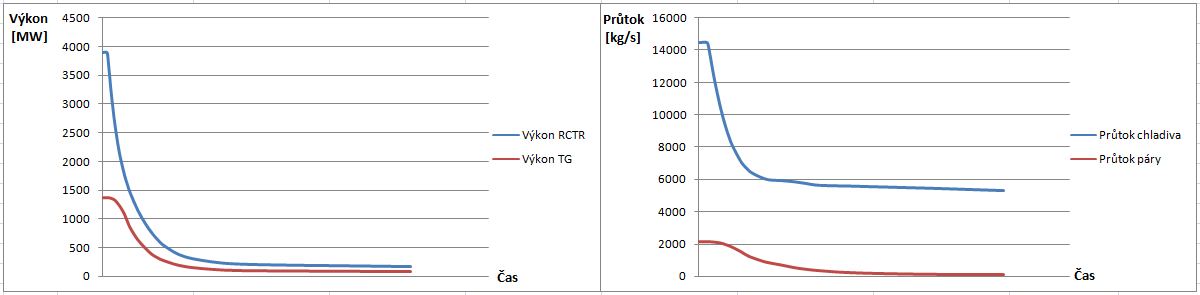 Výkon
[MW]
4500
4000
3500
3000
2500
2000
1500
1000
500
0
Výkon RCTR
Výkon TG
Čas
Průtok
[kg/s]
16000
14000
12000
10000
8000
6000
4000
2000
0
Průtok chladiva
Průtok páry
Čas